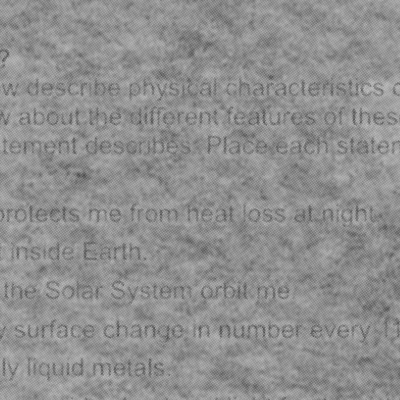 ?
w describe physical characteristics
w about the different features of thes
tement describes. Place each staten
protects me from heat loss at night.
inside Earth.
the Solar System orbit me
surface change in number every
ly liquid metals